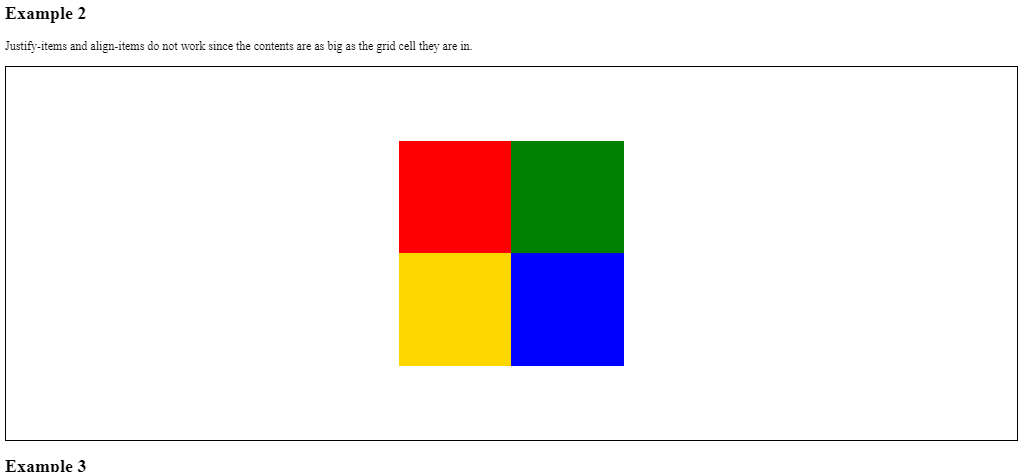 Example 2
Justify-items and align-items do not work since the contents are as big as the grid cell they are in.
Example 3